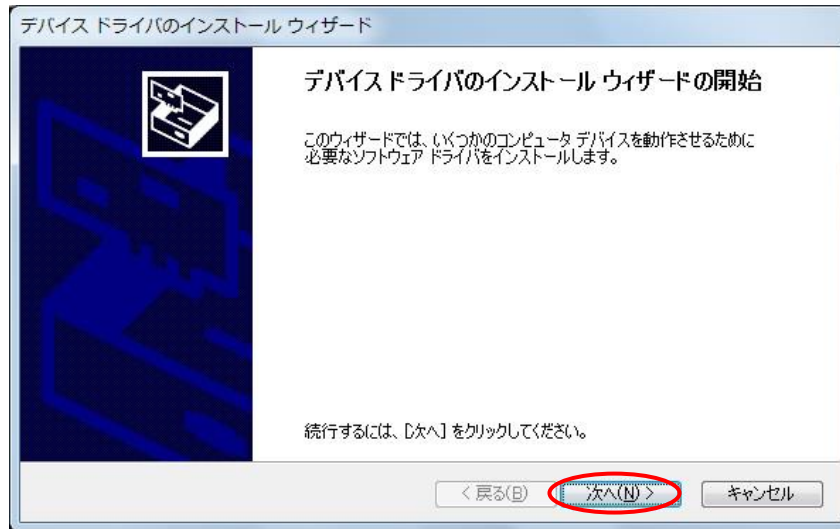 デバイス ドライバのインストール ウィザード
デバイス ドライバのインストール ウィザードの開始
このウィザードでは、いくつかのコンピュータ デバイスを動作させるために
必要なソフトウェア ドライバをインストールします。
続行するには、[次へ] をクリックしてください。
< 戻る(B) 次へ(N) > キャンセル